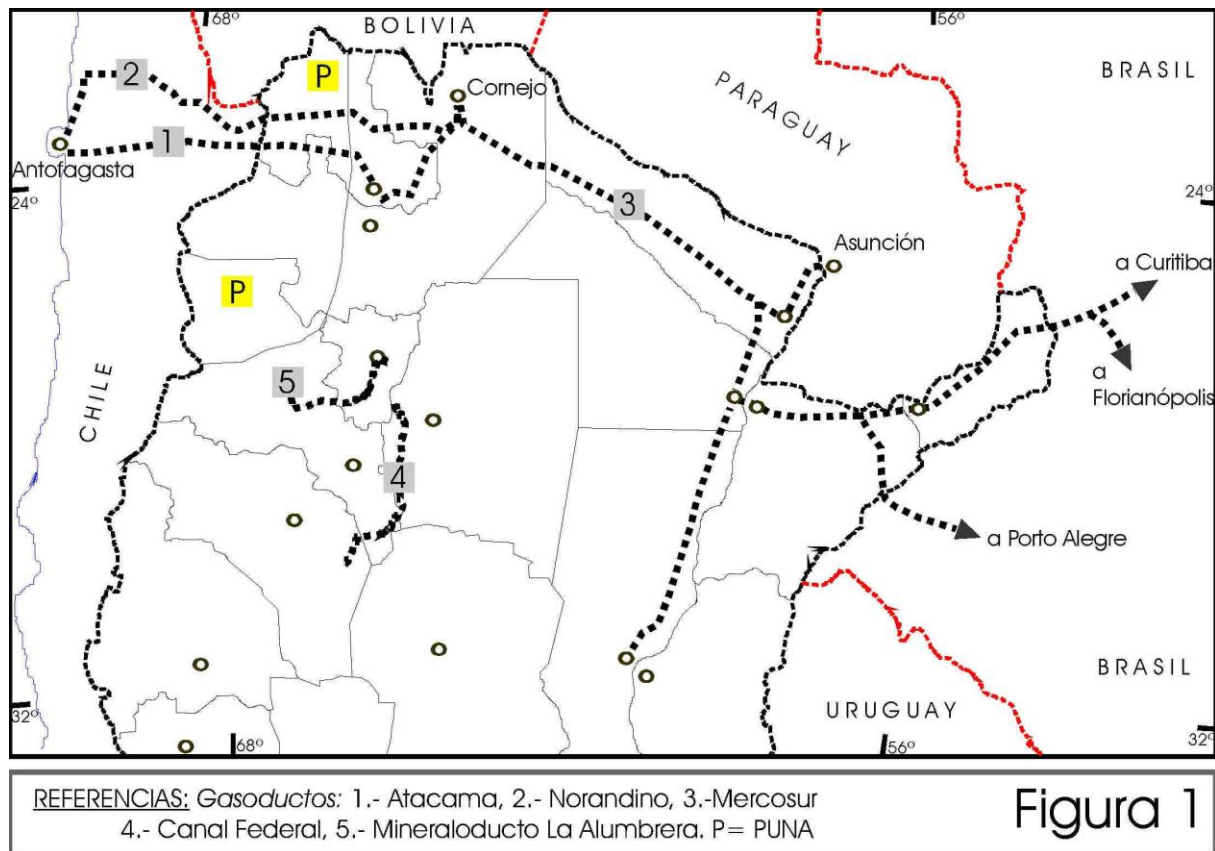 68º
56º
BOLIVIA
BRASIL
P
2
Cornejo
PARAGUAY
1
Antofagasta
24º
24º
3
Asunción
a Curitiba
P
CHILE
5
a
Florianópolis
4
a Porto Alegre
BRASIL
32º
68º
URUGUAY
56º
32º
REFERENCIAS: Gasoductos: 1.- Atacama, 2.- Norandino, 3.-Mercosur
4.- Canal Federal, 5.- Mineraloducto La Alumbrera. P= PUNA
Figura 1